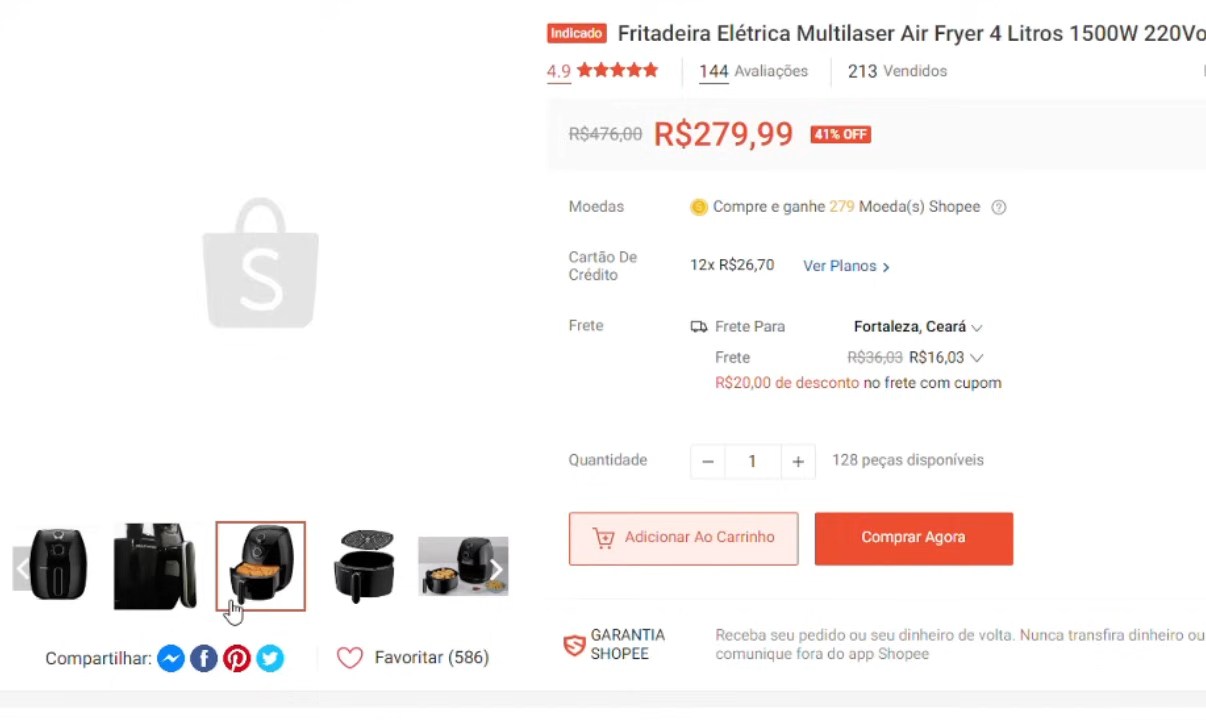 Indicado Fritadeira Elétrica Multilaser Air Fryer 4 Litros 1500W 220Vo
4.9 144 Avaliações 213 Vendidos
R$476,00 R$279,99 41% OFF
Moedas Compre e ganhe 279 Moeda(s) Shopee
Cartão De
Crédito
12x R$26,70 Ver Planos
Frete Frete Para Fortaleza, Ceará
Frete R$36,03 R$16,03
R$20,00 de desconto no frete com cupom
Quantidade − 1 + 128 peças disponíveis
Adicionar Ao Carrinho Comprar Agora
GARANTIA
SHOPEE
Receba seu pedido ou seu dinheiro de volta. Nunca transfira dinheiro ou
comunique fora do app Shopee
S
Compartilhar: Favoritar (586)